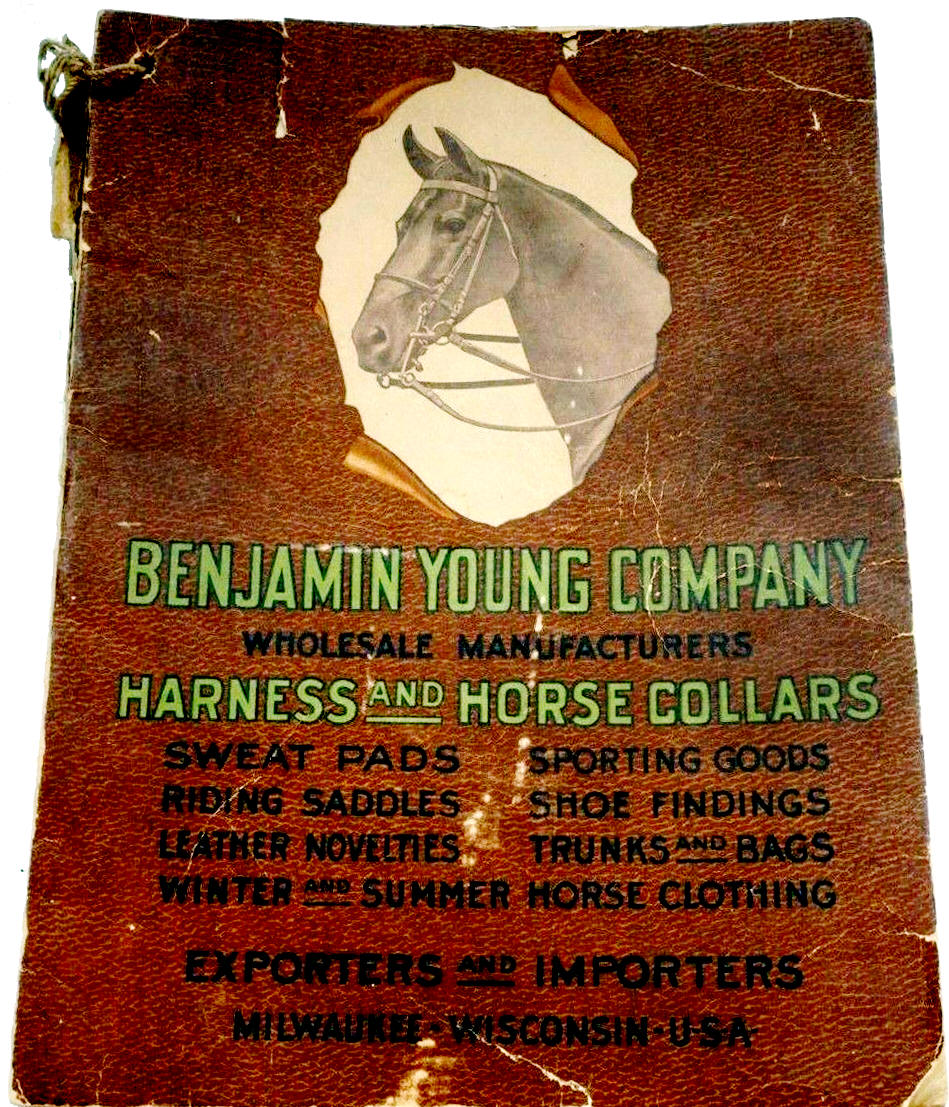 BENJAMIN YOUNG COMPANY
WHOLESALE MANUFACTURERS
HARNESS AND HORSE COLLARS
SWEAT PADS SPORTING GOODS
RIDING SADDLES SHOE FINDINGS
LEATHER NOVELTIES TRUNKS AND BAGS
WINTER AND SUMMER HORSE CLOTHING
EXPORTERS AND IMPORTERS
MILWAUKEE · WISCONSIN · U-S-A